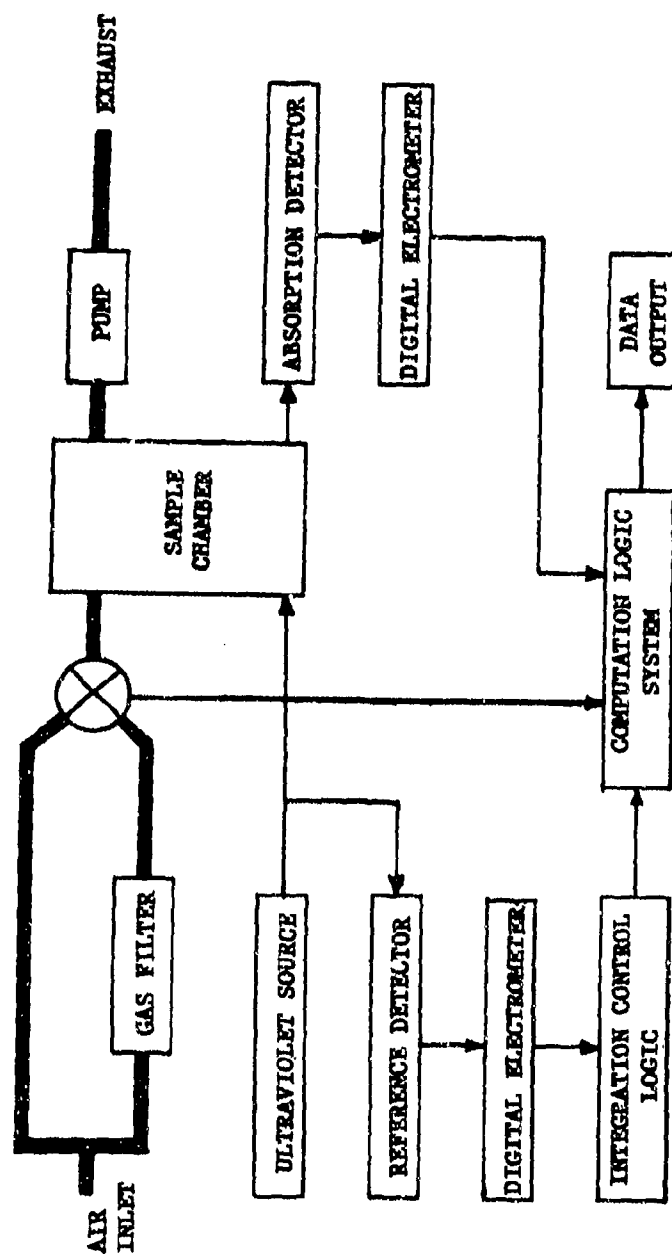 AIR
INLET
GAS FILTER
SAMPLE
CHAMBER
PUMP
EXHAUST
ULTRAVIOLET SOURCE
ABSORPTION DETECTOR
REFERENCE DETECTOR
DIGITAL ELECTROMETER
DIGITAL ELECTROMETER
INTEGRATION CONTROL
LOGIC
COMPUTATION LOGIC
SYSTEM
DATA
OUTPUT